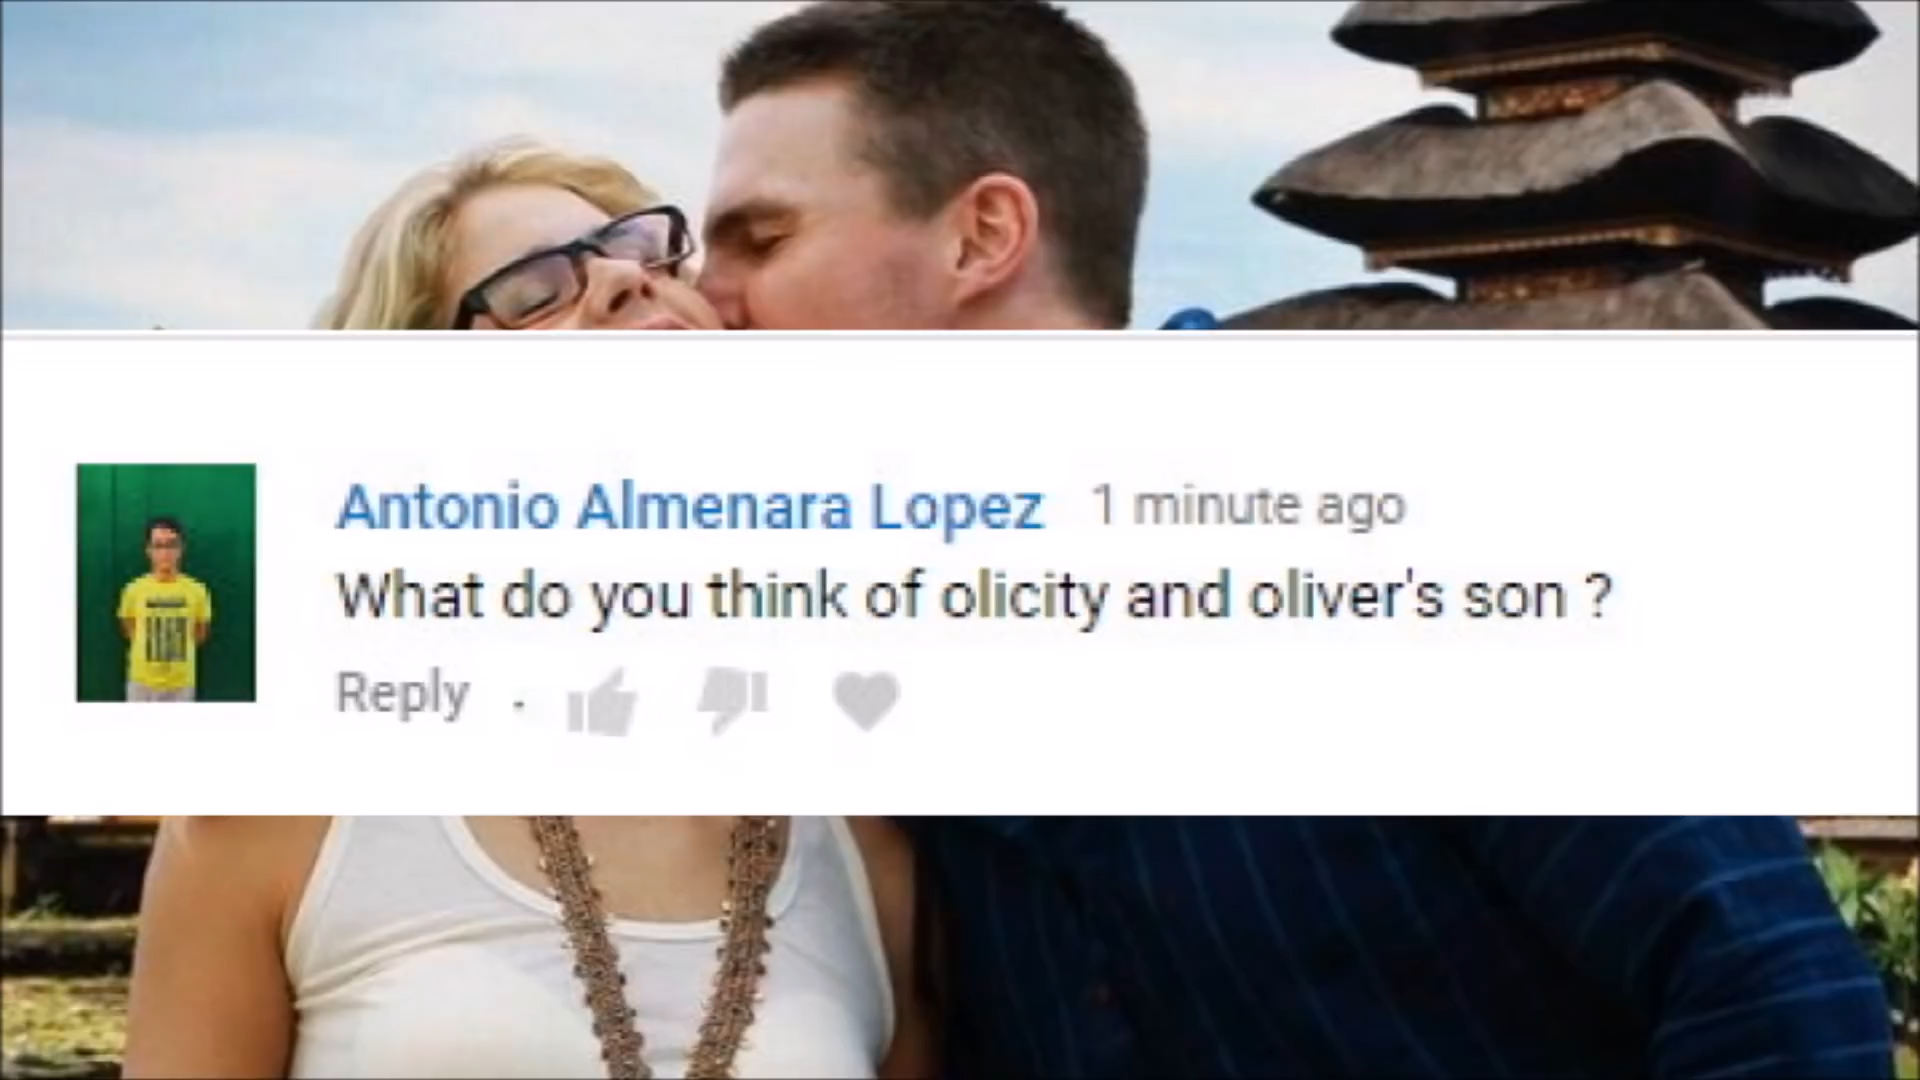 Antonio Almenara Lopez 1 minute ago
What do you think of olicity and oliver's son ?
Reply .